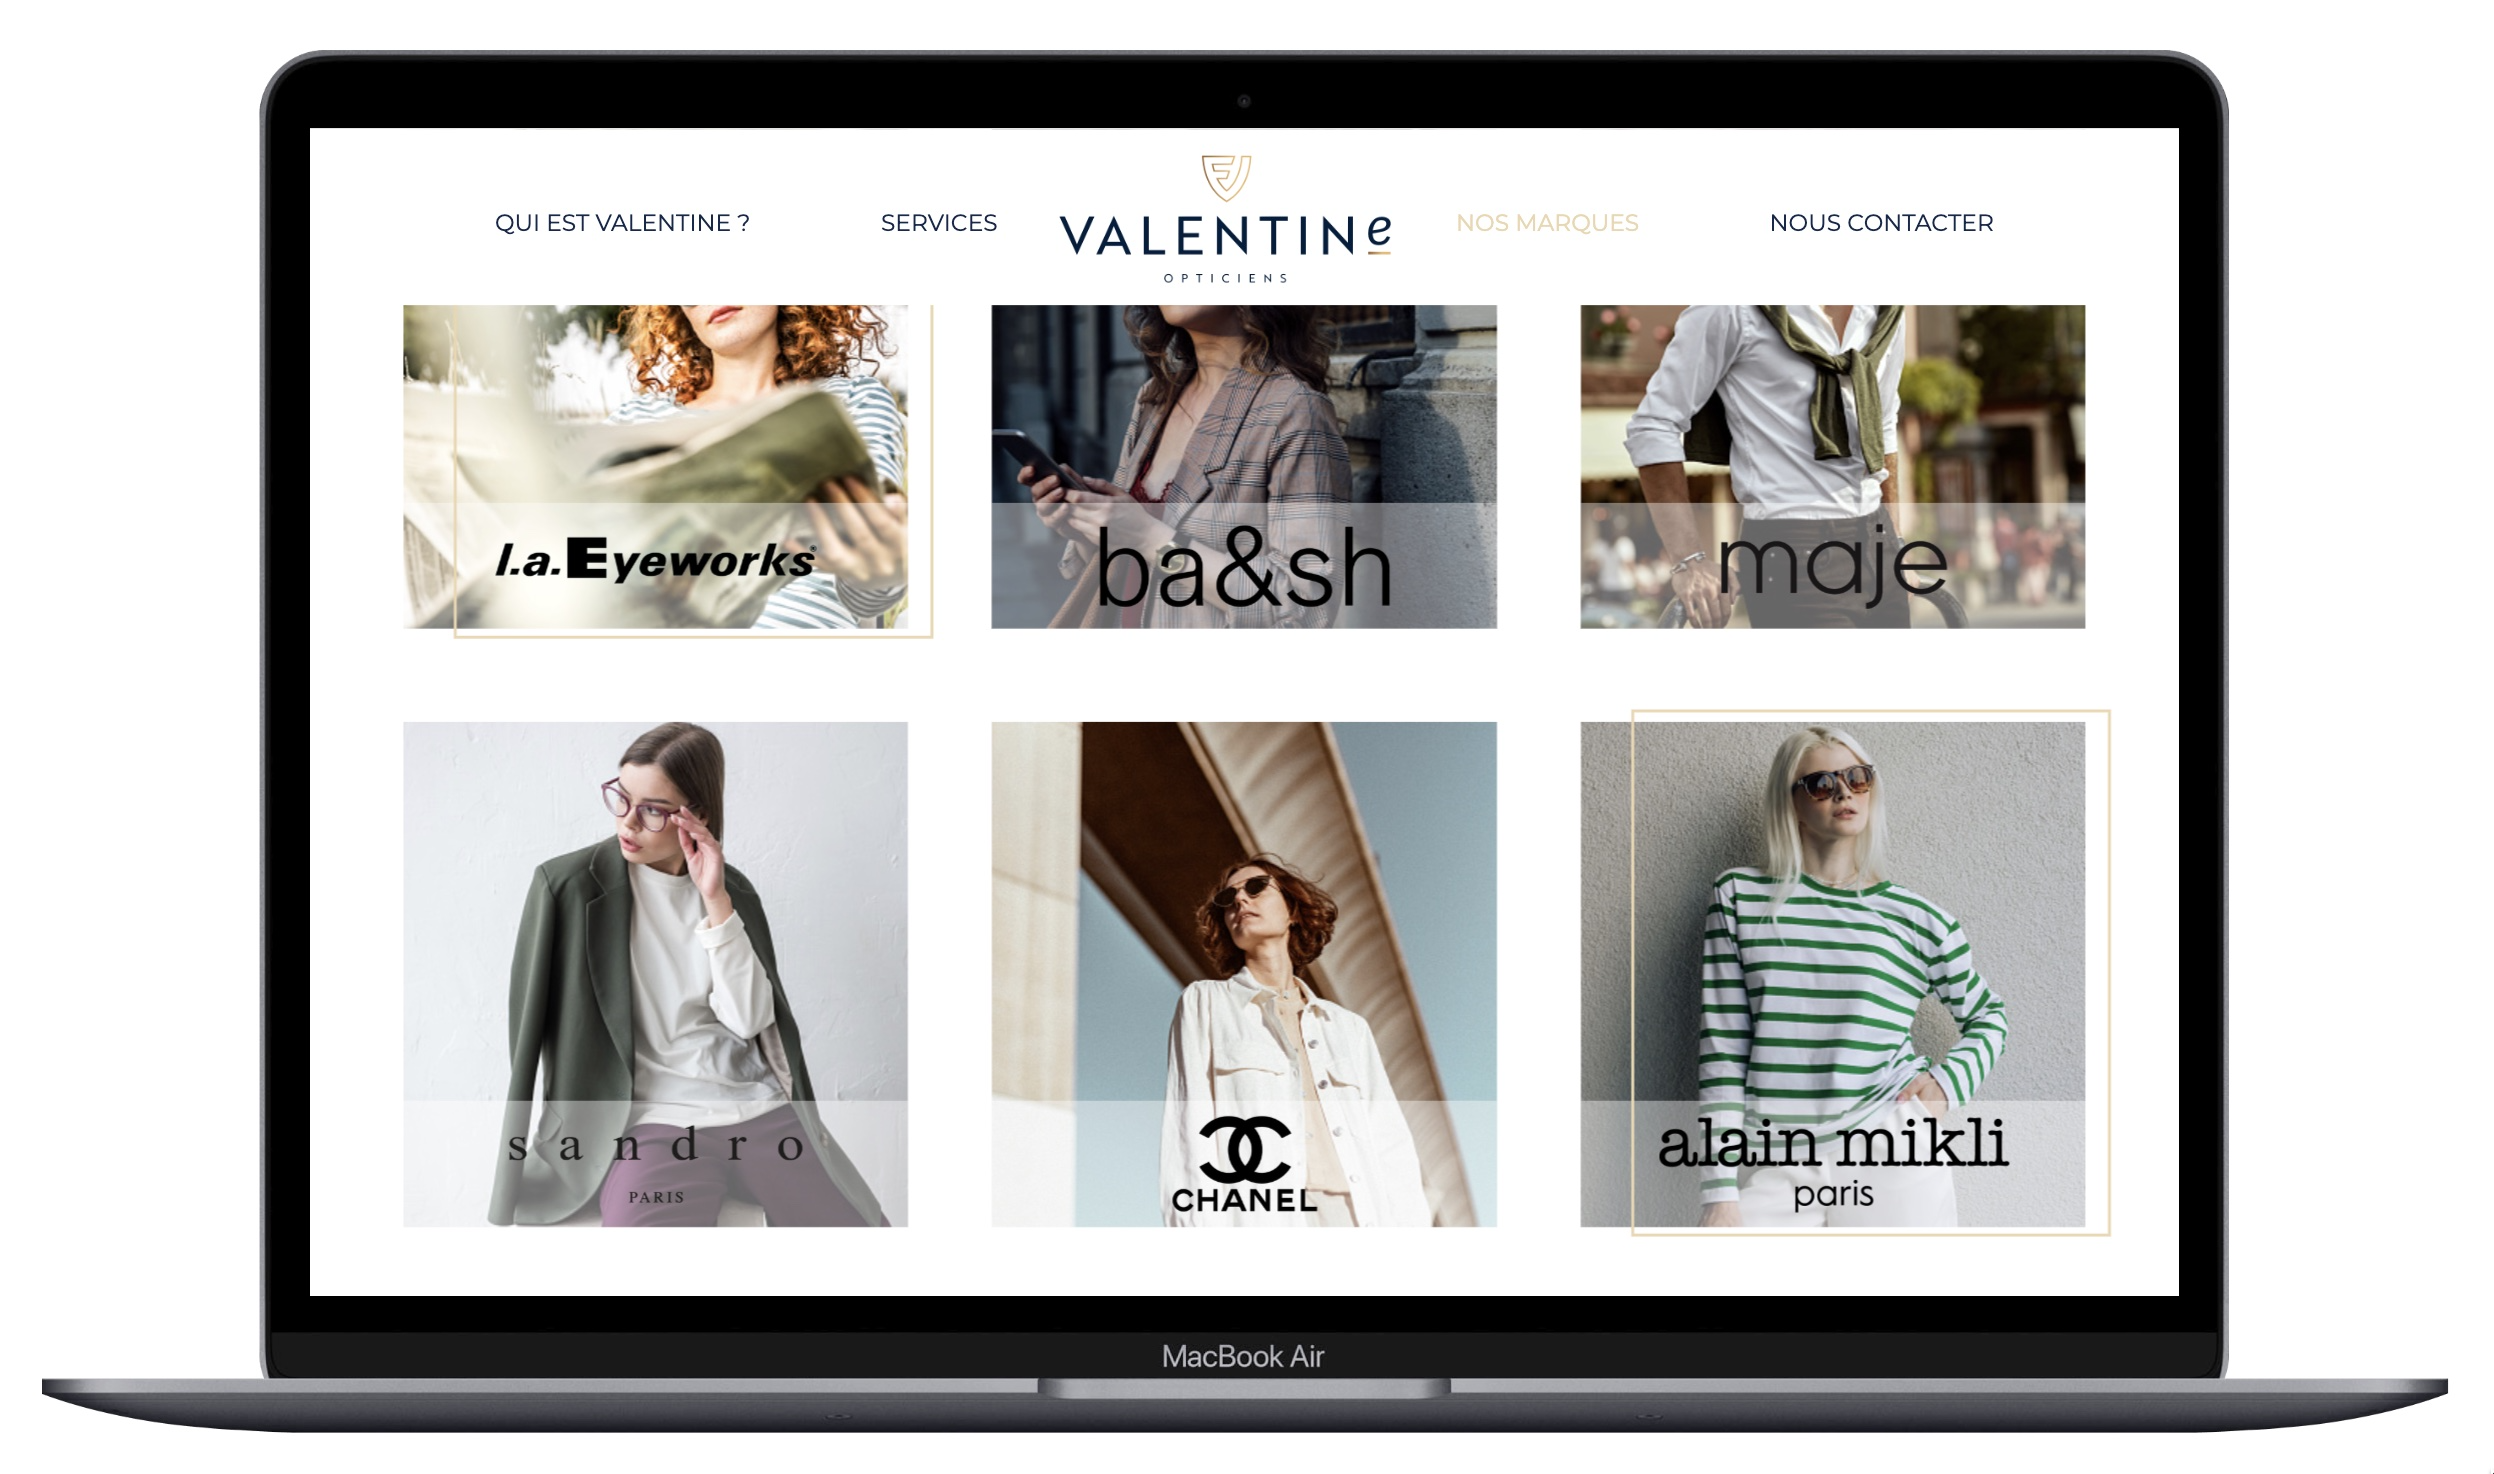 QUI EST VALENTINE ?
SERVICES
VALENTINe
OPTICIENS
NOS MARQUES
NOUS CONTACTER
l.a.Eyeworks®
ba&sh
maje
sandro
PARIS
CHANEL
alain mikli
paris
MacBook Air